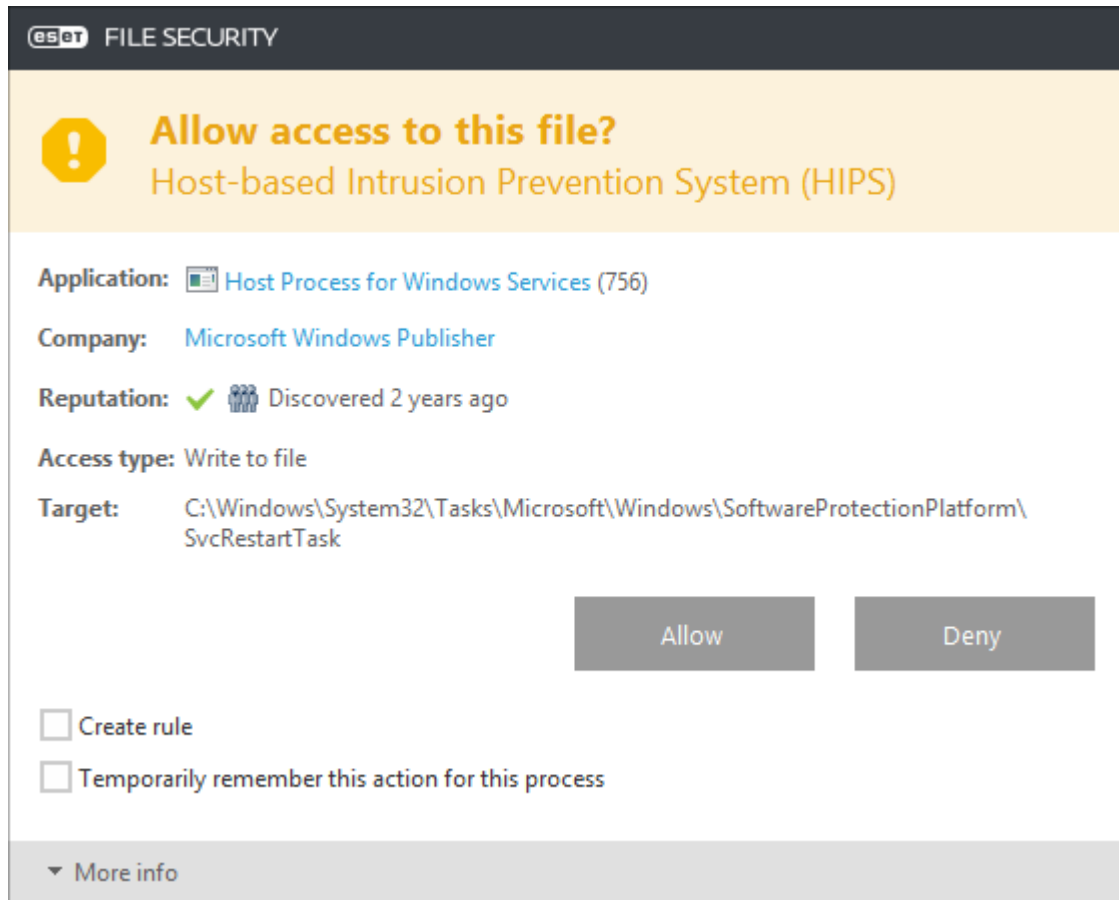 eset FILE SECURITY
Allow access to this file?
Host-based Intrusion Prevention System (HIPS)
Application: Host Process for Windows Services (756)
Company: Microsoft Windows Publisher
Reputation: Discovered 2 years ago
Access type: Write to file
Target: C:\Windows\System32\Tasks\Microsoft\Windows\SoftwareProtectionPlatform\
SvcRestartTask
Allow Deny
Create rule
Temporarily remember this action for this process
More info